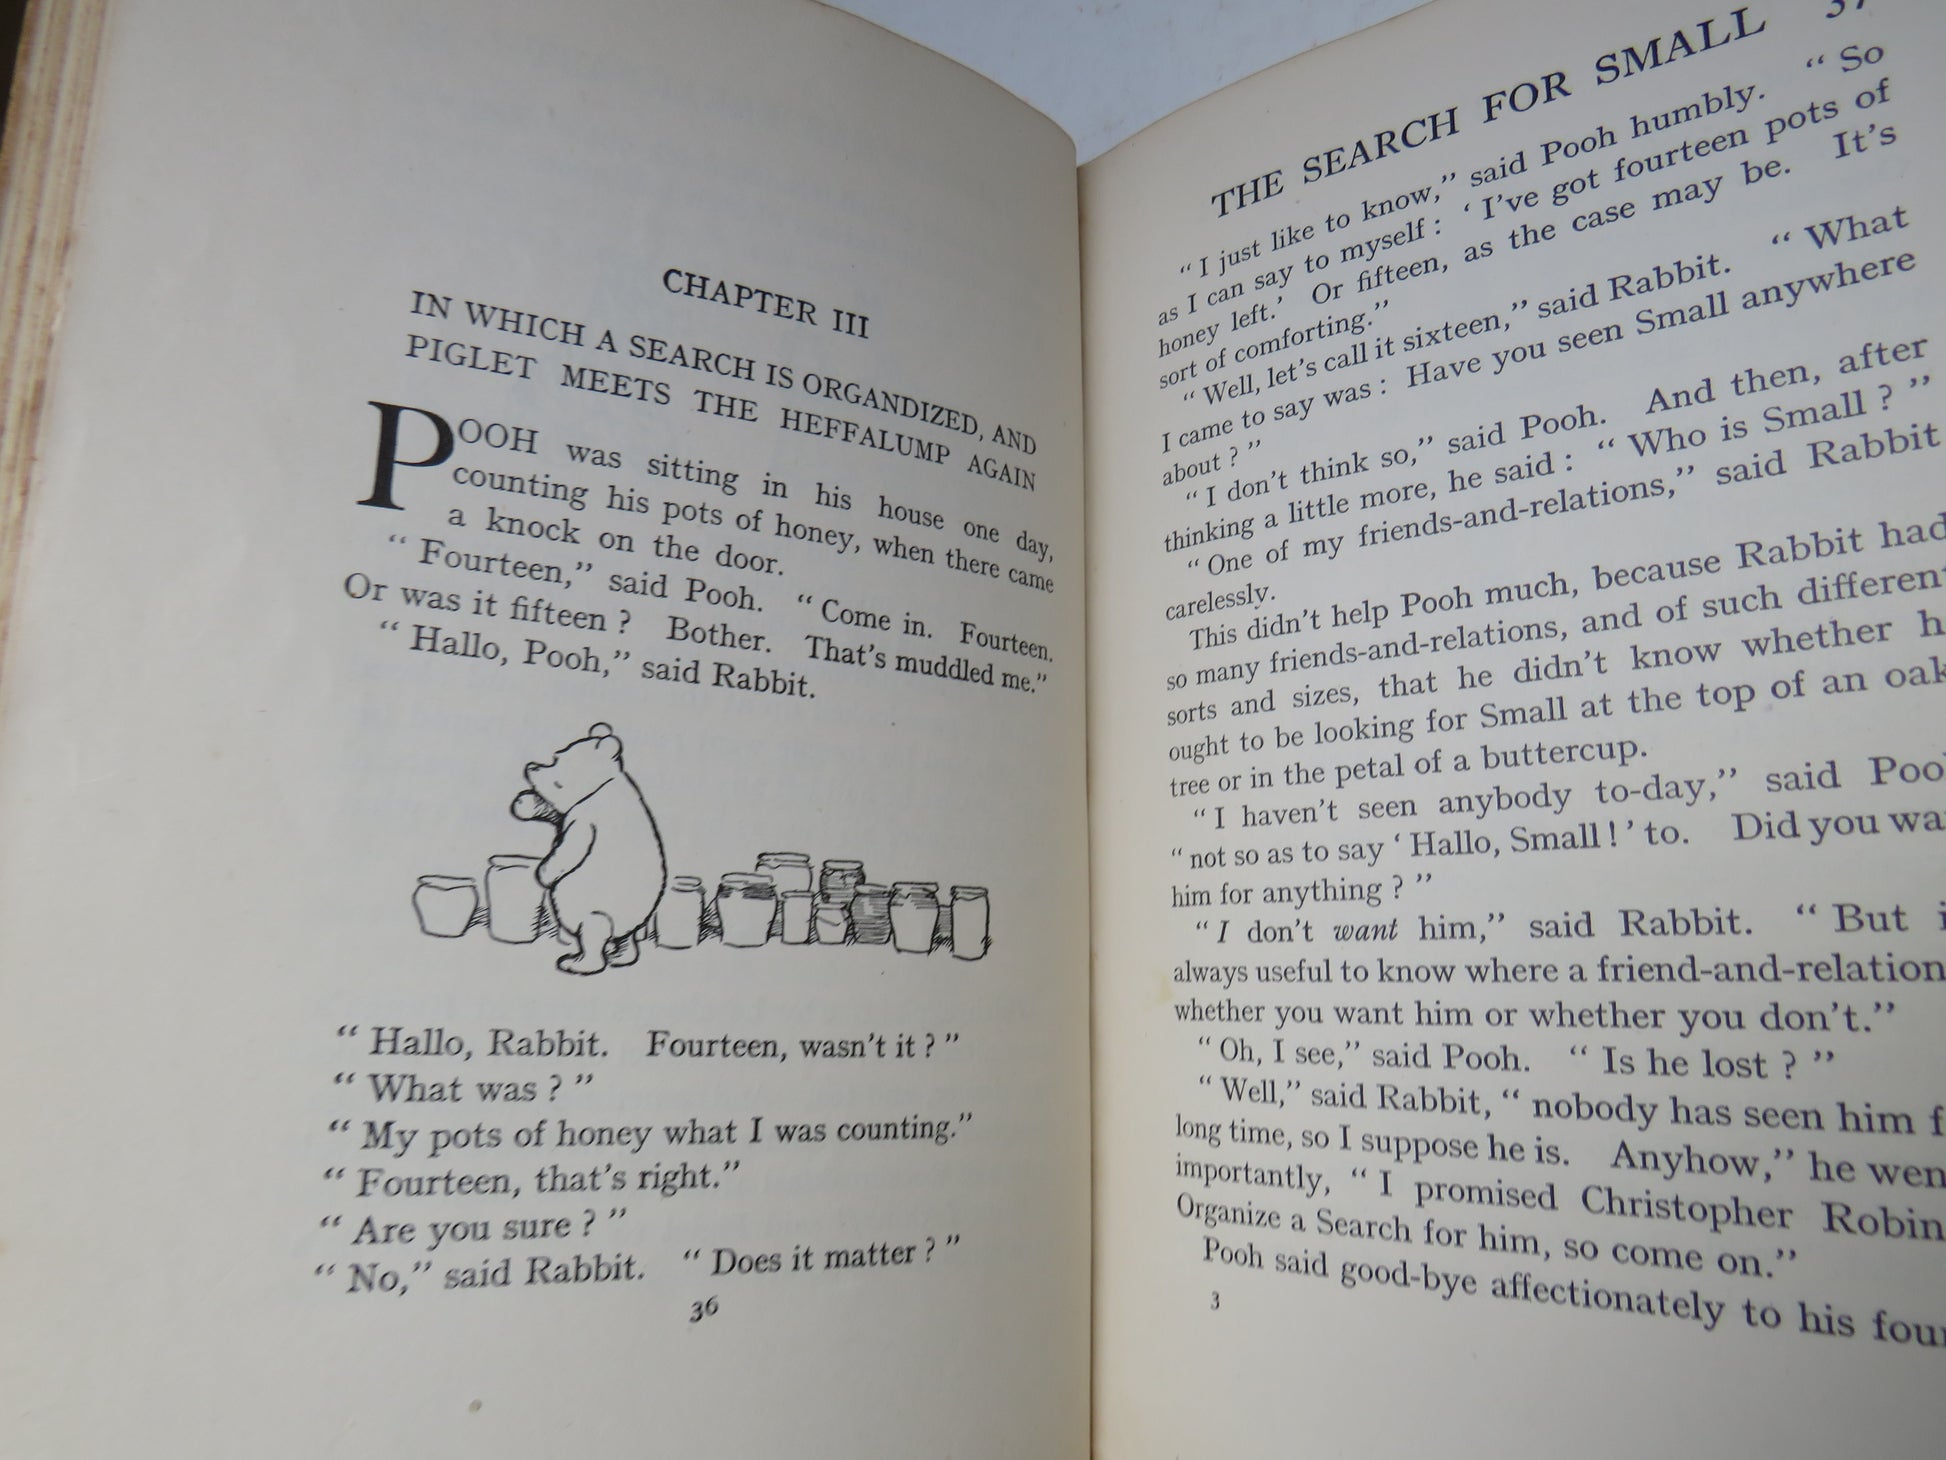 CHAPTER III
IN WHICH A SEARCH IS ORGANDIZED, AND
PIGLET MEETS THE HEFFALUMP AGAIN
POOH was sitting in his house one day,
counting his pots of honey, when there came
a knock on the door.
“ Fourteen,” said Pooh. “ Come in. Fourteen.
Or was it fifteen ? Bother. That’s muddled me.”
“ Hallo, Pooh,” said Rabbit.
“ Hallo, Rabbit. Fourteen, wasn’t it ? ”
“ What was ? ”
“ My pots of honey what I was counting.”
“ Fourteen, that’s right.”
“ Are you sure ? ”
“ No,” said Rabbit. “ Does it matter ? ”
36
THE SEARCH FOR SMALL 37
“ I just like to know,” said Pooh humbly. “ So
as I can say to myself : ‘ I’ve got fourteen pots of
honey left.’ Or fifteen, as the case may be. It’s
sort of comforting.”
“ Well, let’s call it sixteen,” said Rabbit. “ What
I came to say was : Have you seen Small anywhere
about ? ”
“ I don’t think so,” said Pooh. And then, after
thinking a little more, he said : “ Who is Small ? ”
“ One of my friends-and-relations,” said Rabbit
carelessly.
This didn’t help Pooh much, because Rabbit had
so many friends-and-relations, and of such different
sorts and sizes, that he didn’t know whether h
ought to be looking for Small at the top of an oak
tree or in the petal of a buttercup.
“ I haven’t seen anybody to-day,” said Poo
“ not so as to say ‘ Hallo, Small ! ’ to. Did you wa
him for anything ? ”
“ I don’t want him,” said Rabbit. “ But i
always useful to know where a friend-and-relation
whether you want him or whether you don’t.”
“ Oh, I see,” said Pooh. “ Is he lost ? ”
“ Well,” said Rabbit, “ nobody has seen him f
long time, so I suppose he is. Anyhow,” he wen
importantly, “ I promised Christopher Robin
Organize a Search for him, so come on.”
Pooh said good-bye affectionately to his four
3